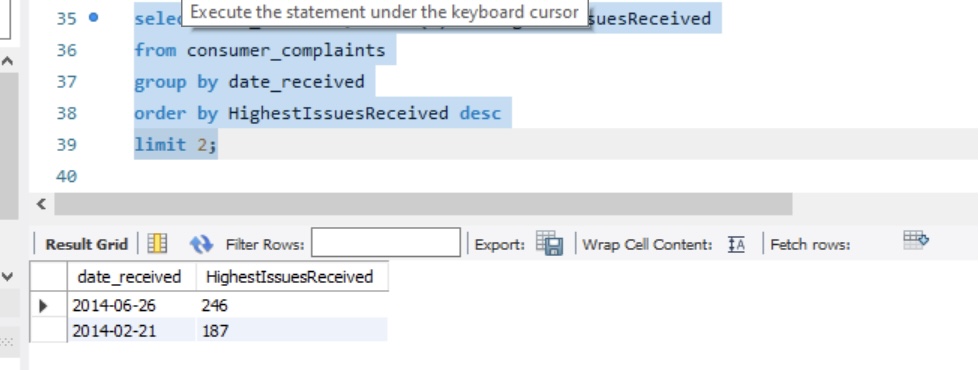 Execute the statement under the keyboard cursor
35 suesReceived
36 from consumer_complaints
37 group by date_received
38 order by HighestIssuesReceived desc
39 limit 2;
40
Result Grid Filter Rows: Export: Wrap Cell Content: Fetch rows:
date_received HighestIssuesReceived
2014-06-26 246
2014-02-21 187